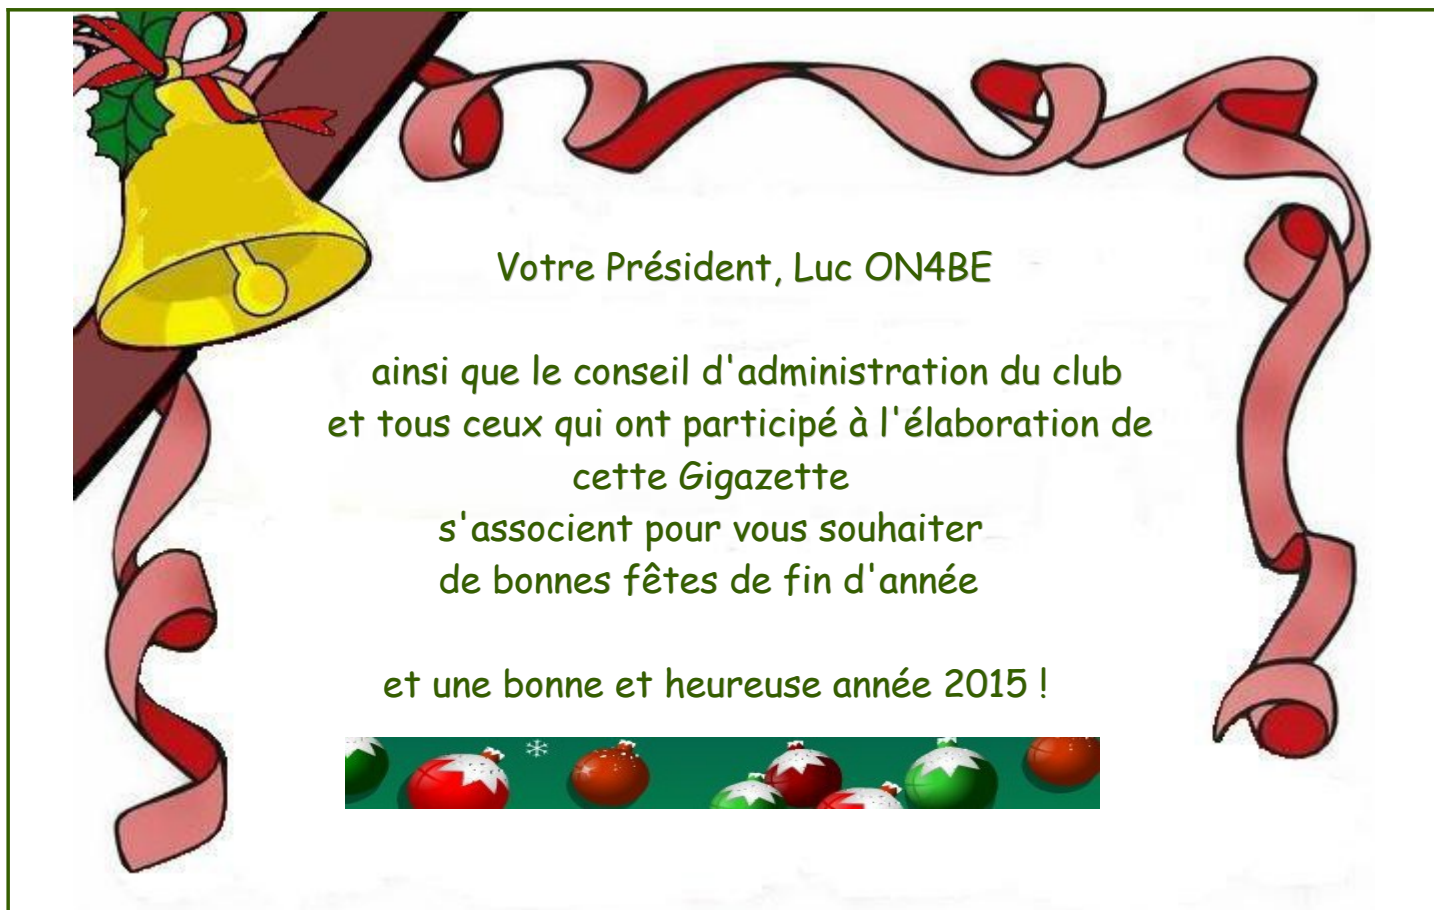 Votre Président, Luc ON4BE
ainsi que le conseil d'administration du club
et tous ceux qui ont participé à l'élaboration de
cette Gigazette
s'associent pour vous souhaiter
de bonnes fêtes de fin d'année
et une bonne et heureuse année 2015 !